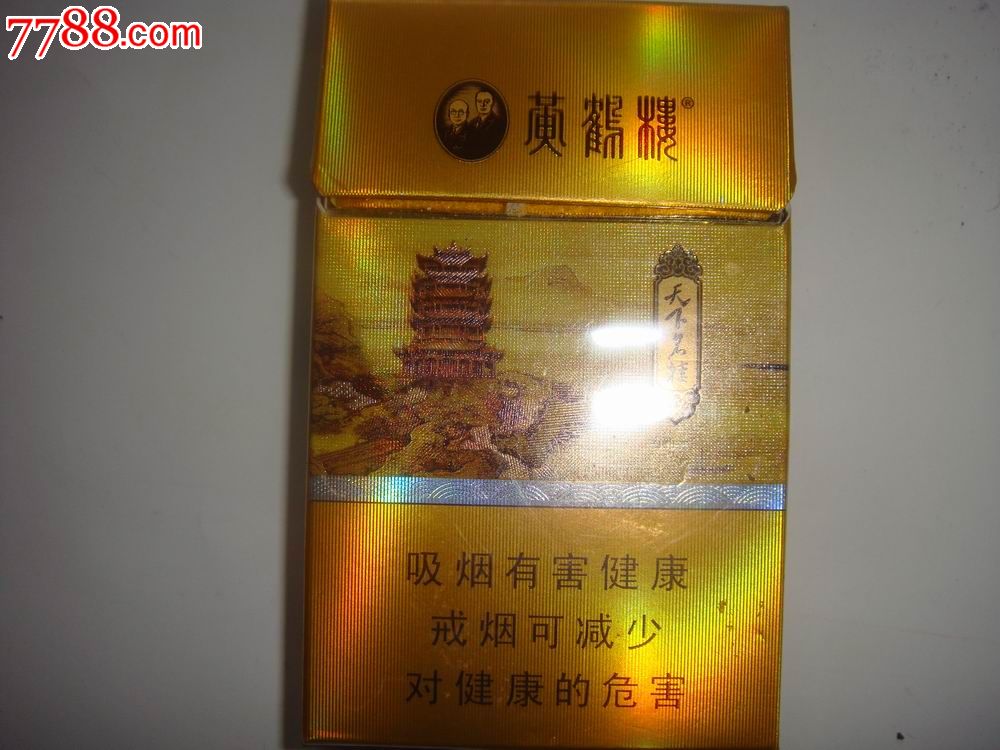 7788.com
黄鹤樓®
天下名楼
吸烟有害健康
戒烟可减少
对健康的危害